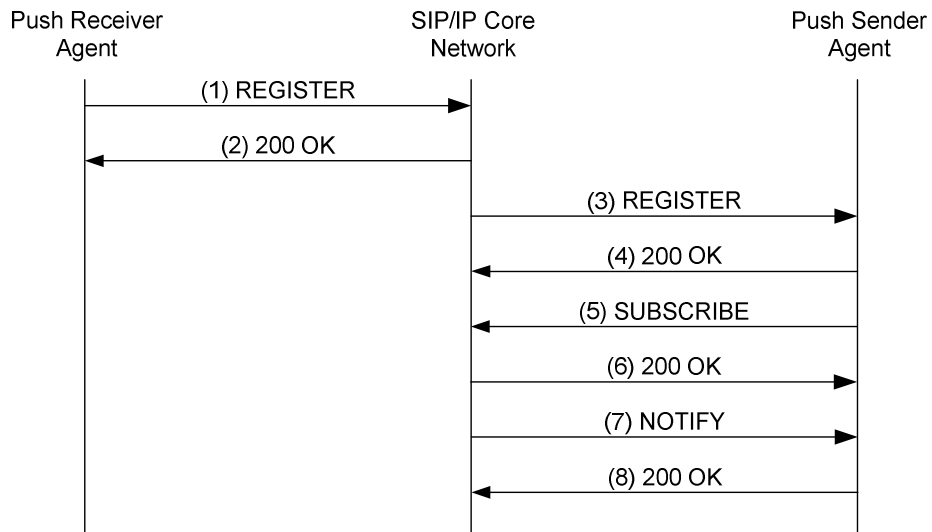 Push Receiver
Agent
SIP/IP Core
Network
Push Sender
Agent
(1) REGISTER
(2) 200 OK
(3) REGISTER
(4) 200 OK
(5) SUBSCRIBE
(6) 200 OK
(7) NOTIFY
(8) 200 OK